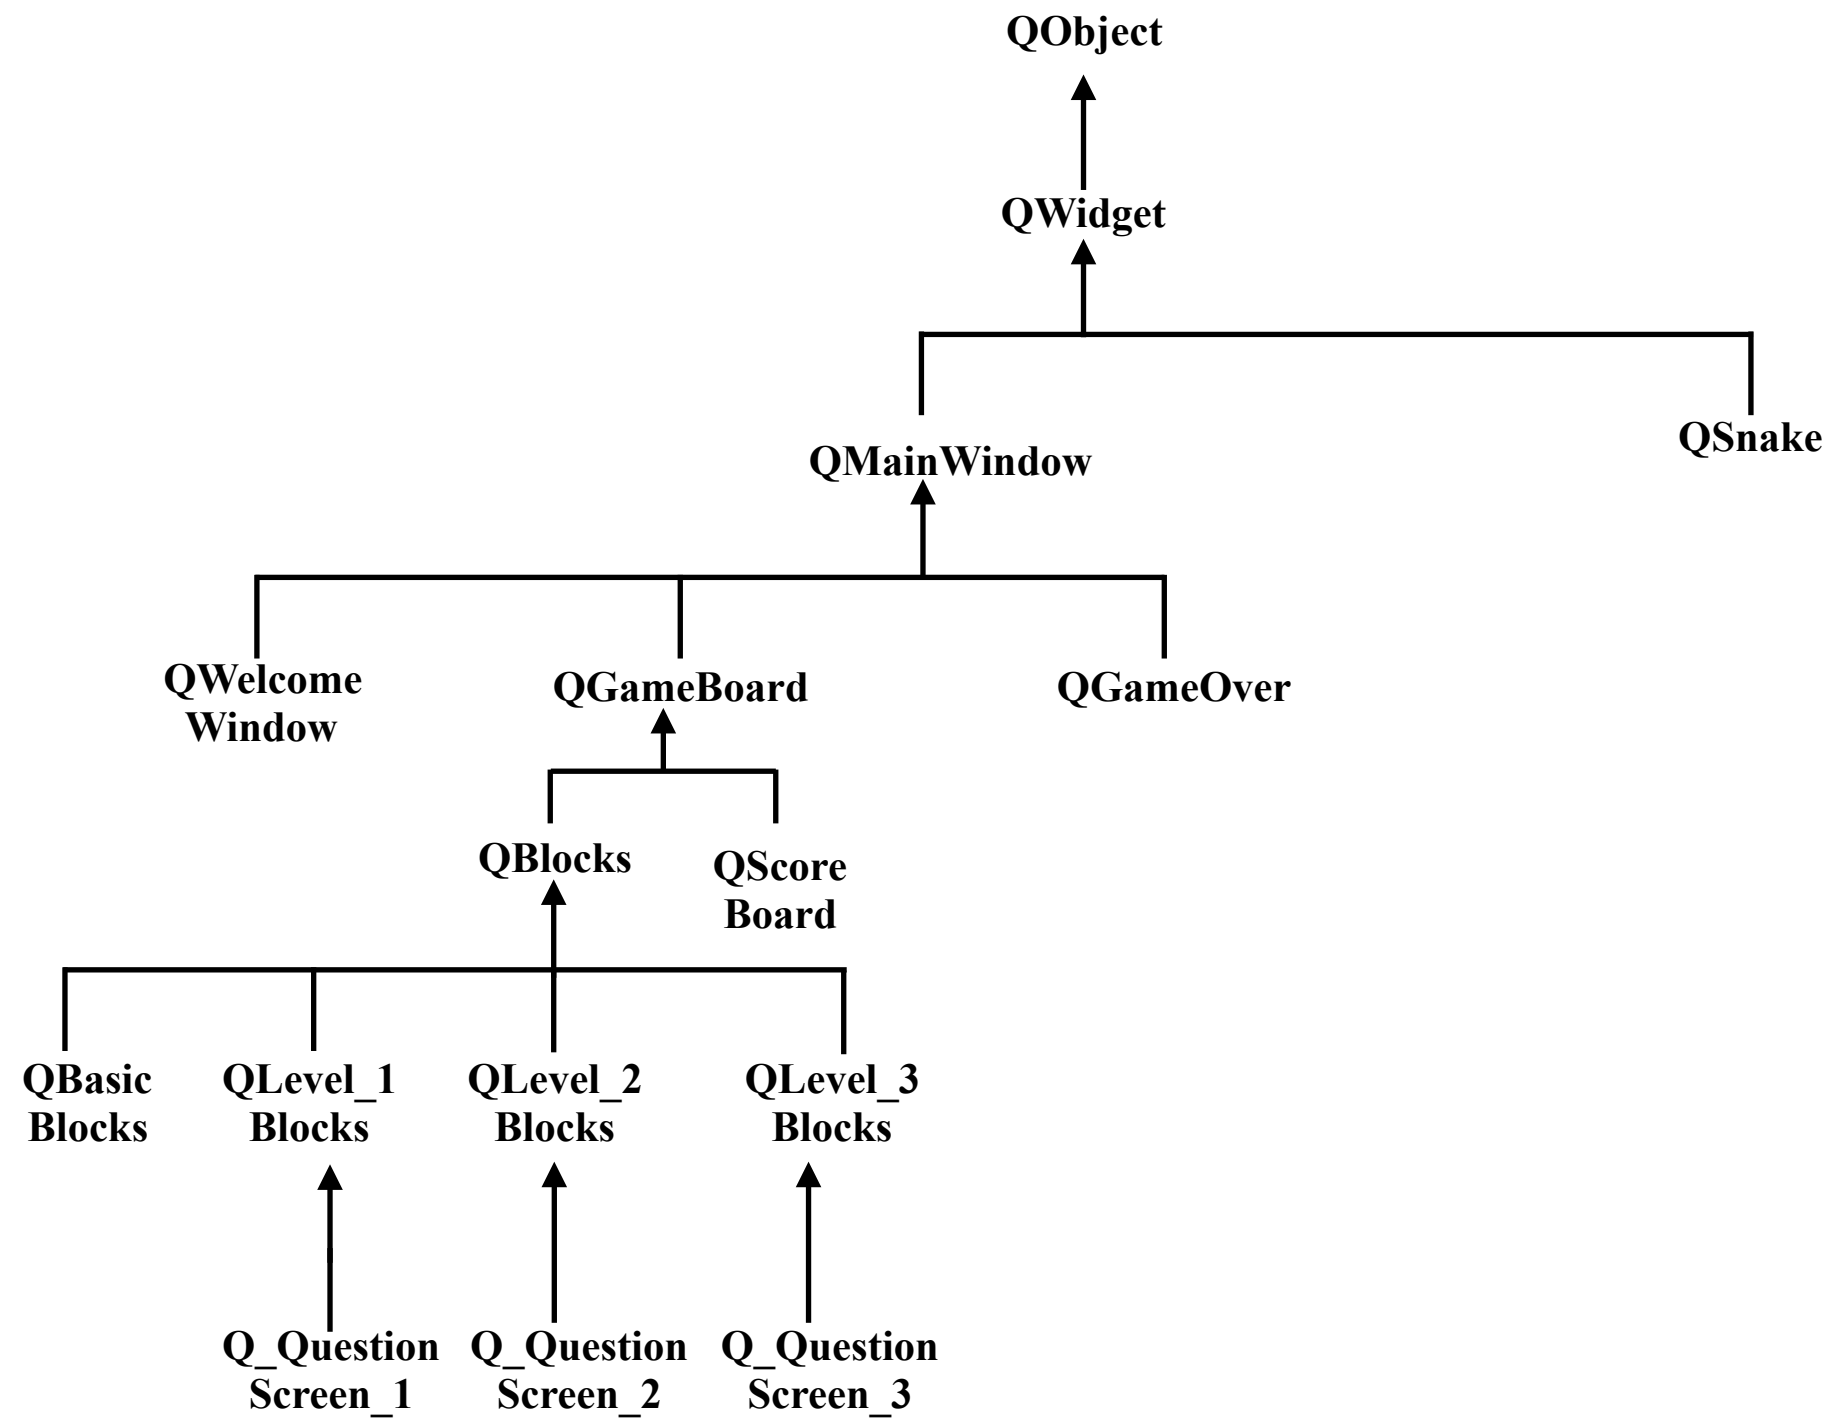 QObject
QWidget
QMainWindow
QSnake
QWelcome
Window
QGameBoard
QGameOver
QBlocks
QScore
Board
QBasic
Blocks
QLevel_1
Blocks
QLevel_2
Blocks
QLevel_3
Blocks
Q_Question
Screen_1
Q_Question
Screen_2
Q_Question
Screen_3